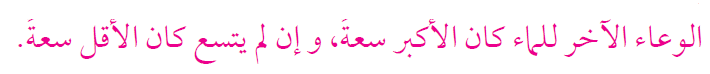 الوعاء الآخر للماء كان الأكبر سعةَ، و إن لم يتسع كان الأقل سعةَ.